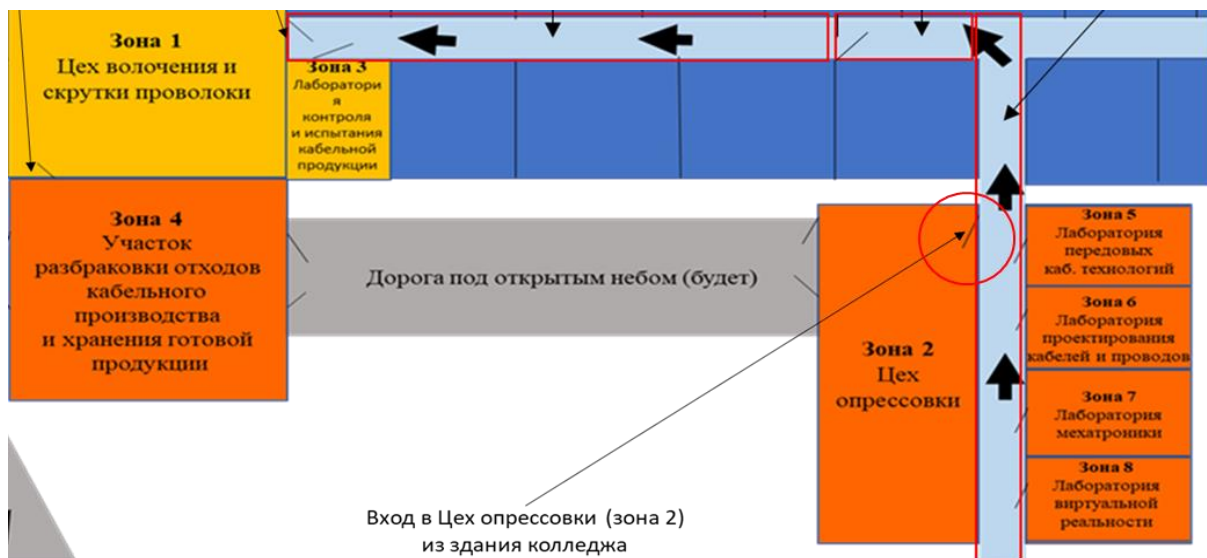 Зона 1
Цех волочения и
скрутки проволоки
Зона 3
Лаборатори
я
контроля
и испытания
кабельной
продукции
Зона 4
Участок
разбраковки отходов
кабельного
производства
и хранения готовой
продукции
Дорога под открытым небом (будет)
Зона 2
Цех
опрессовки
Зона 5
Лаборатория
передовых
каб. технологий
Зона 6
Лаборатория
проектирования
кабелей и проводов
Зона 7
Лаборатория
мехатроники
Зона 8
Лаборатория
виртуальной
реальности
Вход в Цех опрессовки (зона 2)
из здания колледжа